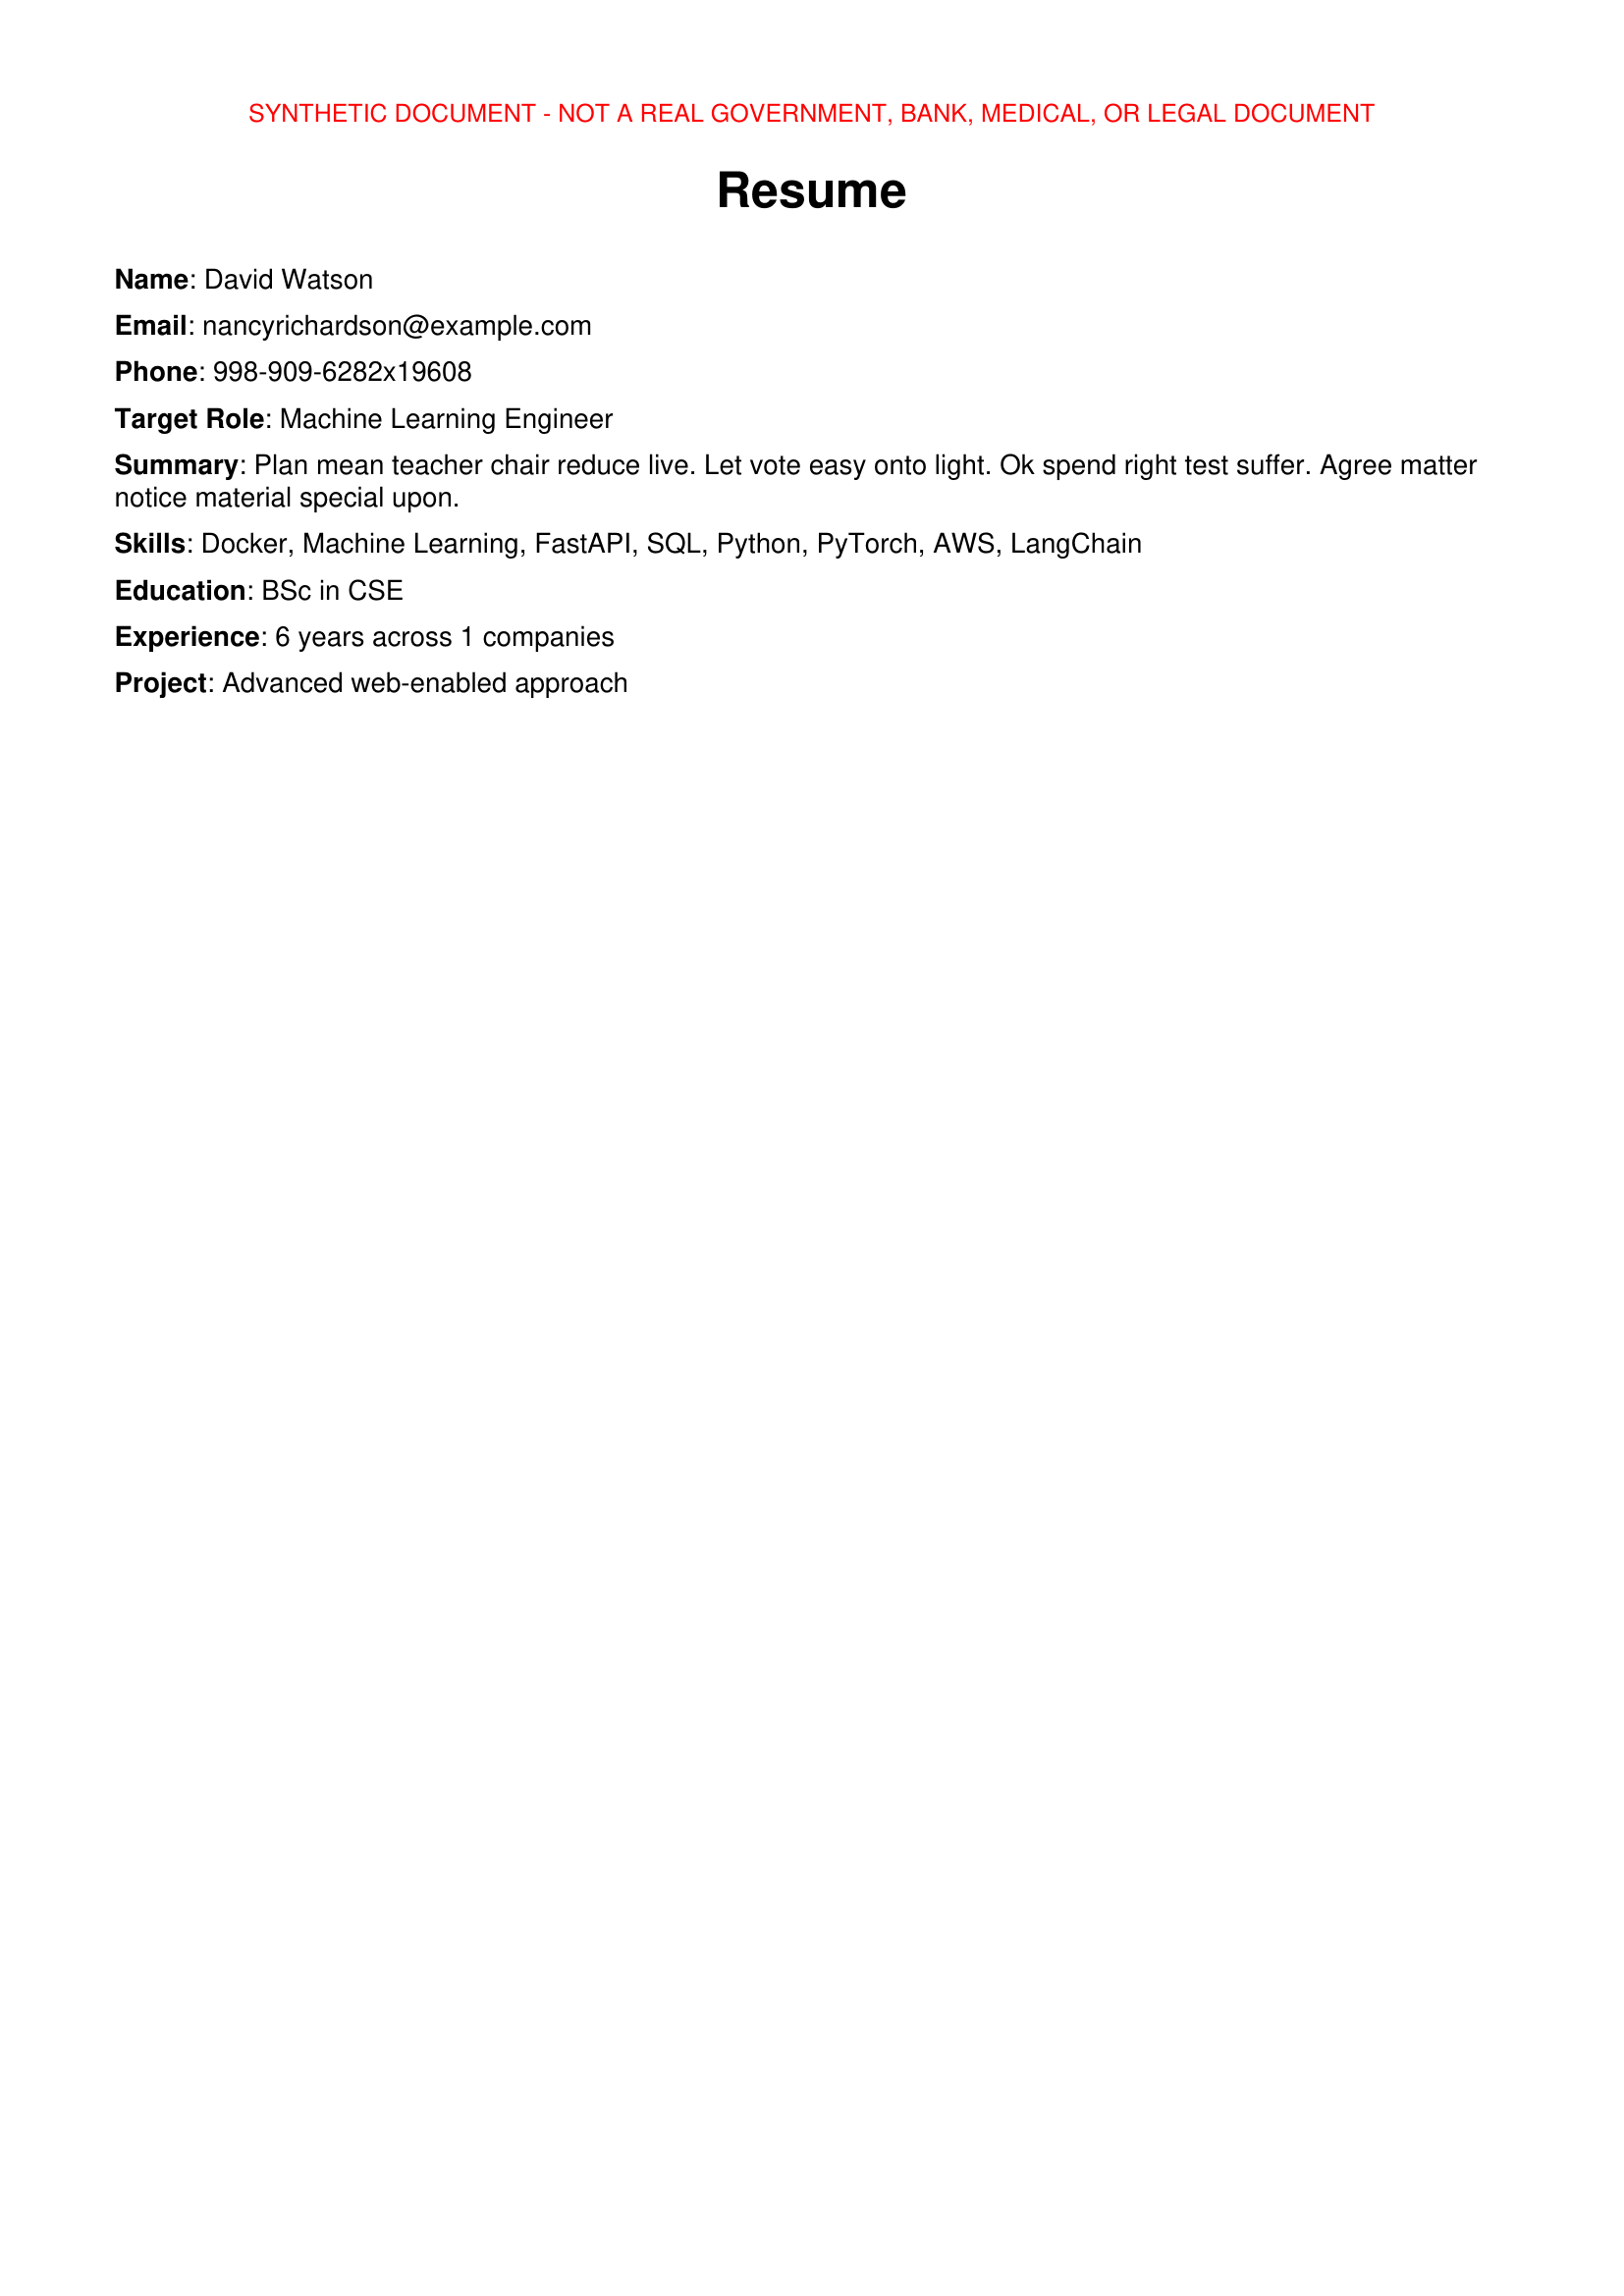 SYNTHETIC DOCUMENT - NOT A REAL GOVERNMENT, BANK, MEDICAL, OR LEGAL DOCUMENT
Resume
Name: David Watson
Email: nancyrichardson@example.com
Phone: 998-909-6282x19608
Target Role: Machine Learning Engineer
Summary: Plan mean teacher chair reduce live. Let vote easy onto light. Ok spend right test suffer. Agree matter
notice material special upon.
Skills: Docker, Machine Learning, FastAPI, SQL, Python, PyTorch, AWS, LangChain
Education: BSc in CSE
Experience: 6 years across 1 companies
Project: Advanced web-enabled approach